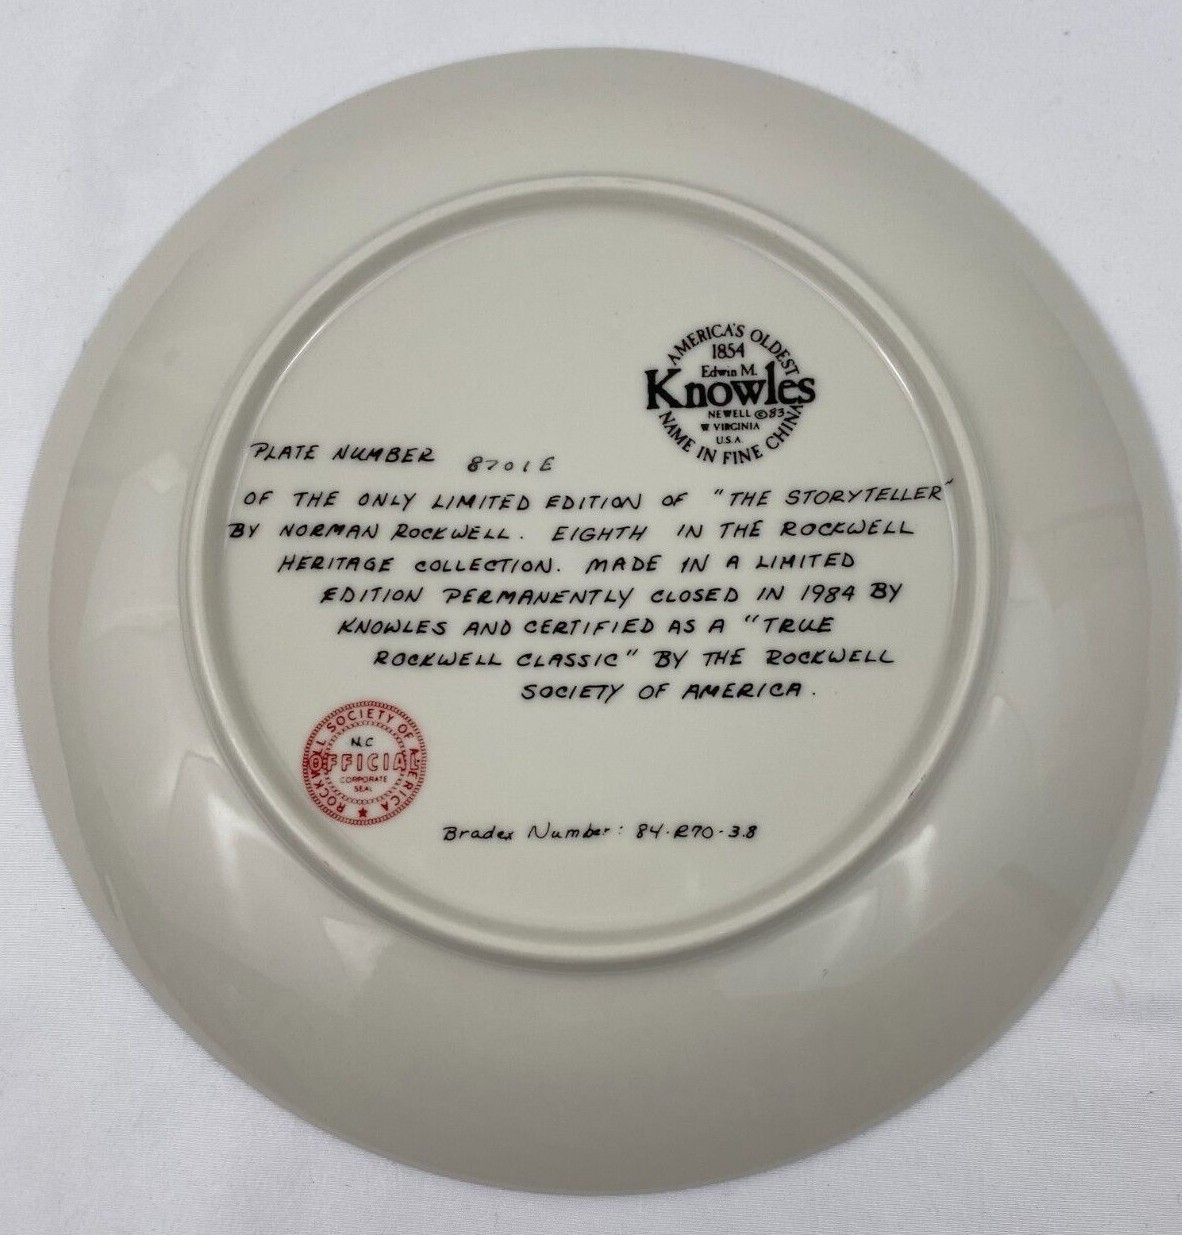 AMERICA'S OLDEST
1854
Edwin M.
Knowles
NEWELL ©83
W VIRGINIA
U.S.A.
NAME IN FINE CHINA
PLATE NUMBER 8701E
OF THE ONLY LIMITED EDITION OF "THE STORYTELLER"
BY NORMAN ROCKWELL. EIGHTH IN THE ROCKWELL
HERITAGE COLLECTION. MADE IN A LIMITED
EDITION PERMANENTLY CLOSED IN 1984 BY
KNOWLES AND CERTIFIED AS A "TRUE
ROCKWELL CLASSIC" BY THE ROCKWELL
SOCIETY OF AMERICA.
ROCKWELL SOCIETY OF AMERICA
N.C
OFFICIAL
CORPORATE
SEAL
Bradex Number: 84-R70-3.8